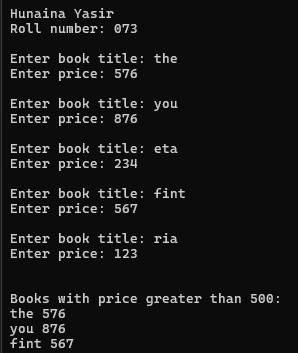 Hunaina Yasir
Roll number: 073
Enter book title: the
Enter price: 576
Enter book title: you
Enter price: 876
Enter book title: eta
Enter price: 234
Enter book title: fint
Enter price: 567
Enter book title: ria
Enter price: 123
Books with price greater than 500:
the 576
you 876
fint 567